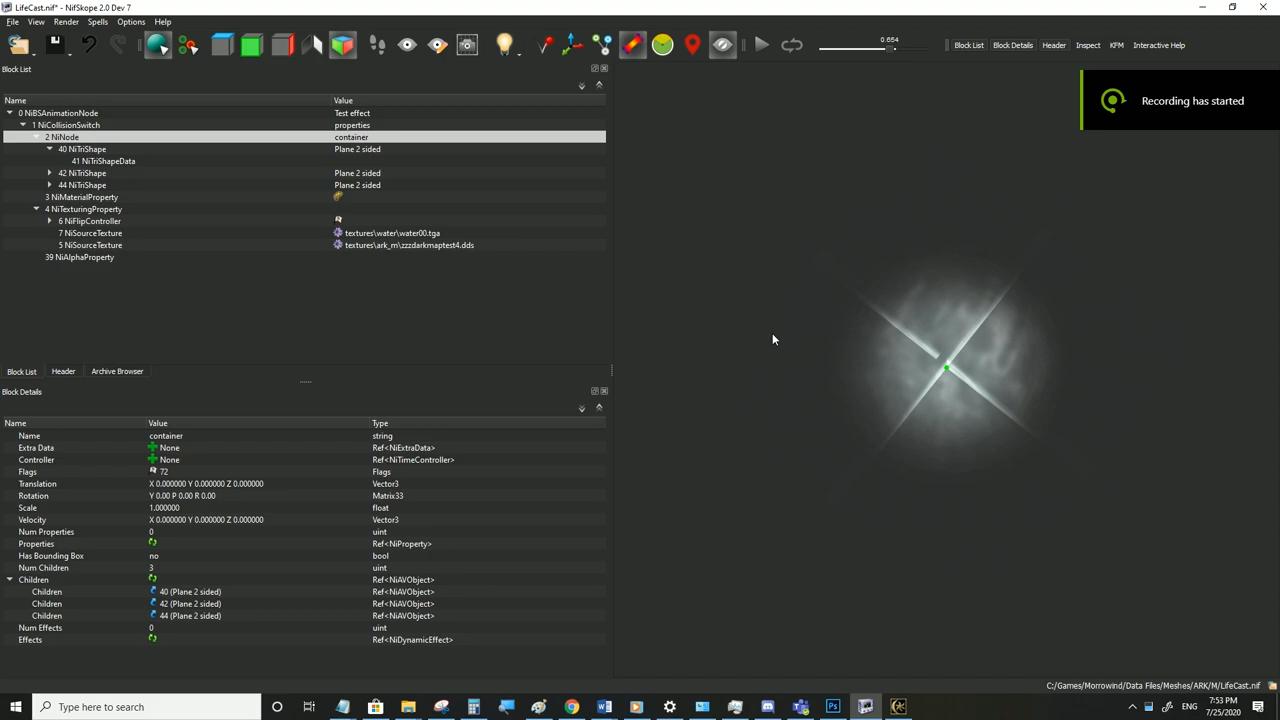 LifeCast.nif* - NifSkope 2.0 Dev 7
File View Render Spells Options Help
0.654
Block List Block Details Header Inspect KFM Interactive Help
Block List
Recording has started
Name Value
0 NiBSAnimationNode Test effect
1 NiCollisionSwitch properties
2 NiNode container
40 NiTriShape Plane 2 sided
41 NiTriShapeData
42 NiTriShape Plane 2 sided
44 NiTriShape Plane 2 sided
3 NiMaterialProperty
4 NiTexturingProperty
6 NiFlipController
7 NiSourceTexture textures\water\water00.tga
5 NiSourceTexture textures\ark_m\zzzdarkmaptest4.dds
39 NiAlphaProperty
Block List Header Archive Browser
Block Details
Name Value Type
Name container string
Extra Data None Ref<NiExtraData>
Controller None Ref<NiTimeController>
Flags 72 Flags
Translation X 0.000000 Y 0.000000 Z 0.000000 Vector3
Rotation Y 0.00 P 0.00 R 0.00 Matrix33
Scale 1.000000 float
Velocity X 0.000000 Y 0.000000 Z 0.000000 Vector3
Num Properties 0 uint
Properties Ref<NiProperty>
Has Bounding Box no bool
Num Children 3 uint
Children Ref<NiAVObject>
Children 40 (Plane 2 sided) Ref<NiAVObject>
Children 42 (Plane 2 sided) Ref<NiAVObject>
Children 44 (Plane 2 sided) Ref<NiAVObject>
Num Effects 0 uint
Effects Ref<NiDynamicEffect>
C:/Games/Morrowind/Data Files/Meshes/ARK/M/LifeCast.nif
Type here to search
ENG
7:53 PM
7/25/2020